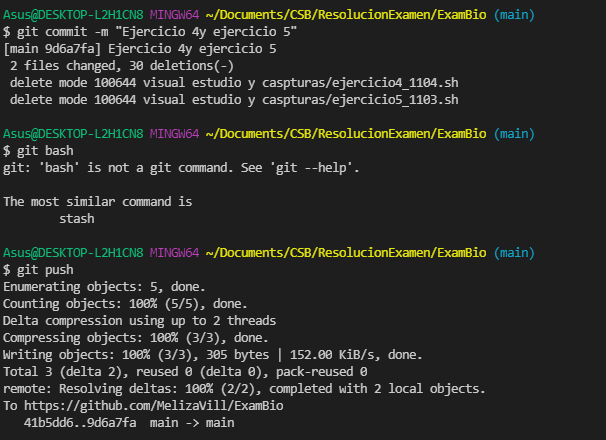 Asus@DESKTOP-L2H1CN8 MINGW64 ~/Documents/CSB/ResolucionExamen/ExamBio (main)
$ git commit -m "Ejercicio 4y ejercicio 5"
[main 9d6a7fa] Ejercicio 4y ejercicio 5
 2 files changed, 30 deletions(-)
 delete mode 100644 visual estudio y caspturas/ejercicio4_1104.sh
 delete mode 100644 visual estudio y caspturas/ejercicio5_1103.sh

Asus@DESKTOP-L2H1CN8 MINGW64 ~/Documents/CSB/ResolucionExamen/ExamBio (main)
$ git bash
git: 'bash' is not a git command. See 'git --help'.

The most similar command is
        stash

Asus@DESKTOP-L2H1CN8 MINGW64 ~/Documents/CSB/ResolucionExamen/ExamBio (main)
$ git push
Enumerating objects: 5, done.
Counting objects: 100% (5/5), done.
Delta compression using up to 2 threads
Compressing objects: 100% (3/3), done.
Writing objects: 100% (3/3), 305 bytes | 152.00 KiB/s, done.
Total 3 (delta 2), reused 0 (delta 0), pack-reused 0
remote: Resolving deltas: 100% (2/2), completed with 2 local objects.
To https://github.com/MelizaVill/ExamBio
   41b5dd6..9d6a7fa  main -> main